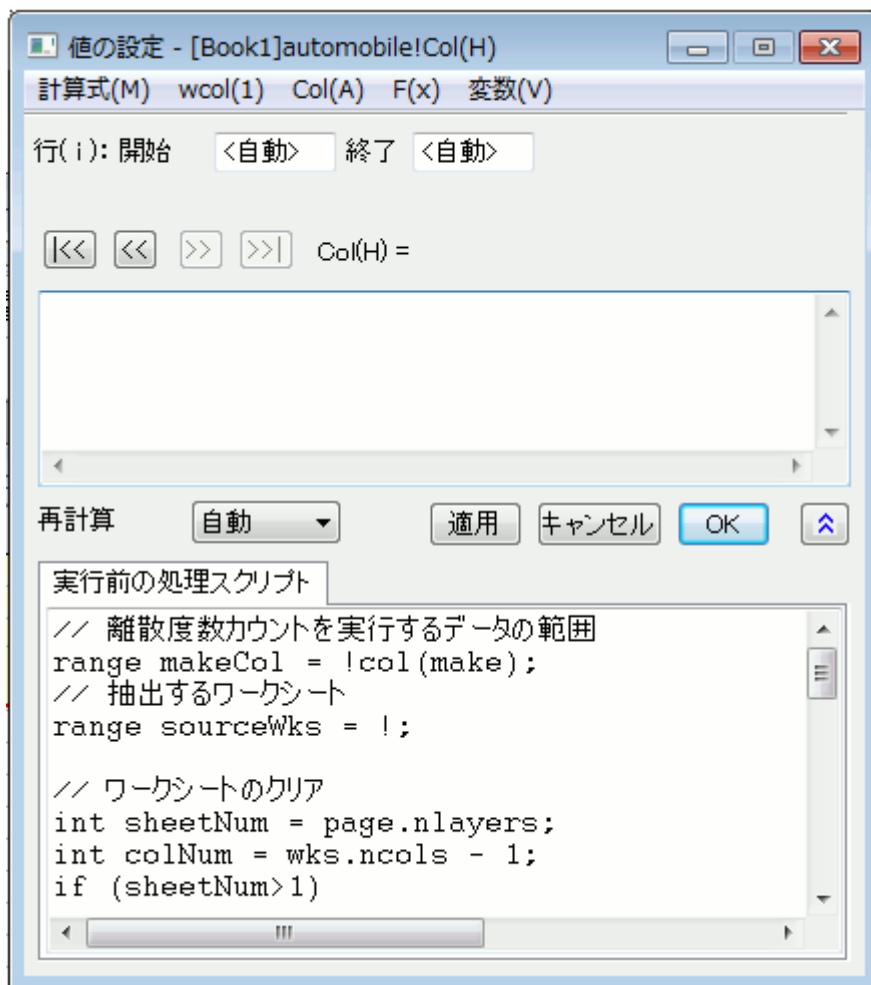 値の設定 - [Book1]automobile!Col(H)
計算式(M) wcol(1) Col(A) F(x) 変数(V)
行(i): 開始 <自動> 終了 <自動>
|<< << >> >>| Col(H) =
再計算 自動 適用 キャンセル OK
実行前の処理スクリプト
// 離散度数カウントを実行するデータの範囲
range makeCol = !col(make);
// 抽出するワークシート
range sourceWks = !;
// ワークシートのクリア
int sheetNum = page.nlayers;
int colNum = wks.ncols - 1;
if (sheetNum>1)